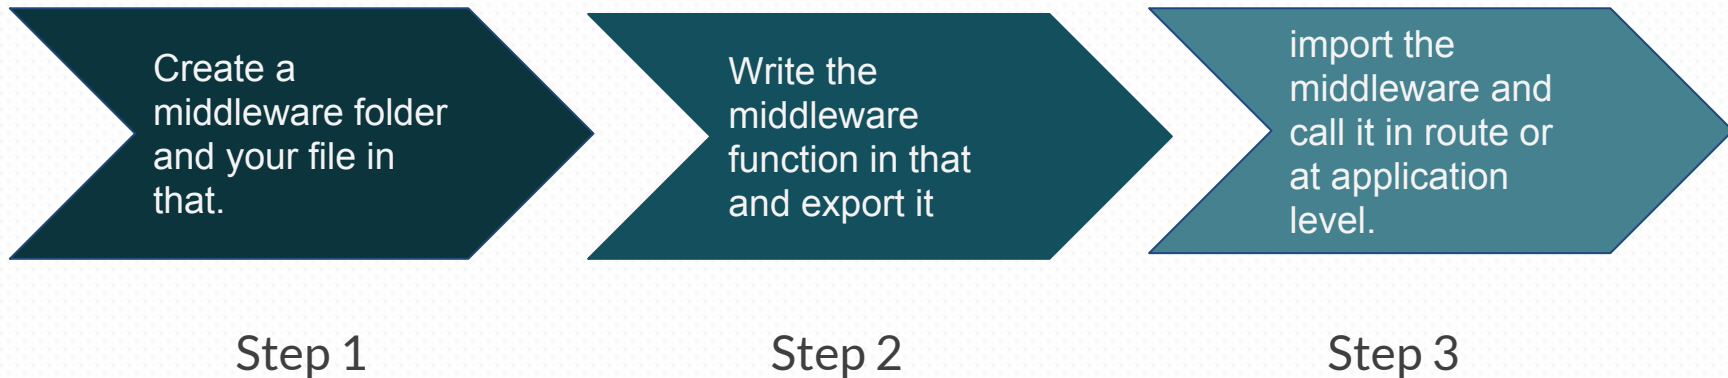 Create a
middleware folder
and your file in
that.
Write the
middleware
function in that
and export it
import the
middleware and
call it in route or
at application
level.
Step 1
Step 2
Step 3